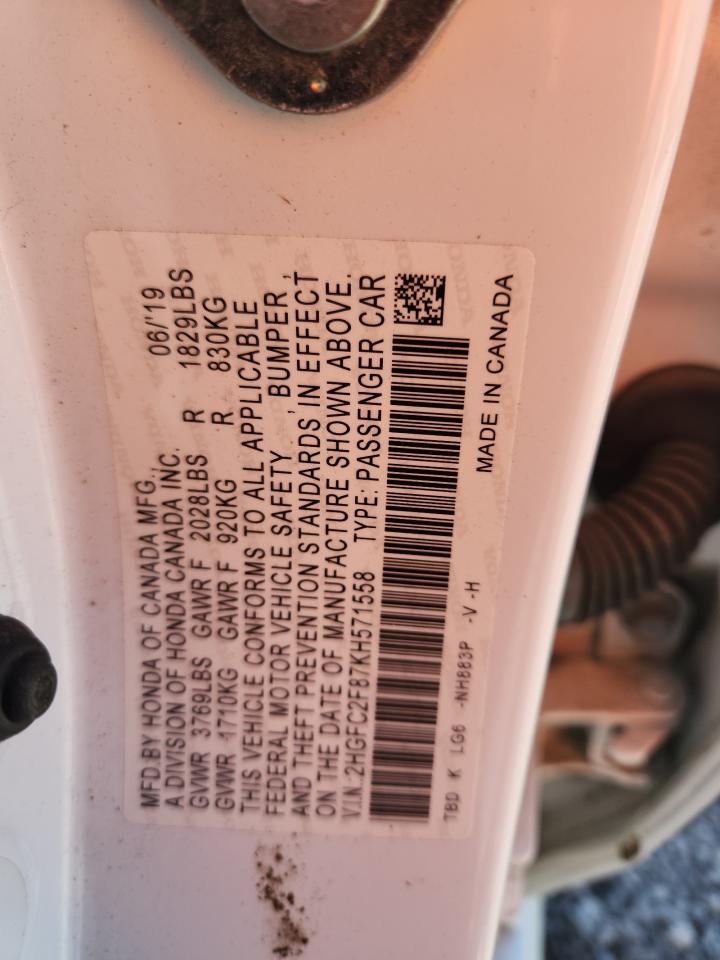 MFD.BY HONDA OF CANADA MFG., 06/'19
A DIVISION OF HONDA CANADA INC.
GVWR 3769LBS GAWR F 2028LBS R 1829LBS
GVWR 1710KG GAWR F 920KG R 830KG
THIS VEHICLE CONFORMS TO ALL APPLICABLE
FEDERAL MOTOR VEHICLE SAFETY, BUMPER,
AND THEFT PREVENTION STANDARDS IN EFFECT
ON THE DATE OF MANUFACTURE SHOWN ABOVE.
V.I.N. 2HGFC2F87KH571558 TYPE: PASSENGER CAR
TBD K LG6 -NH883P -V -H
MADE IN CANADA